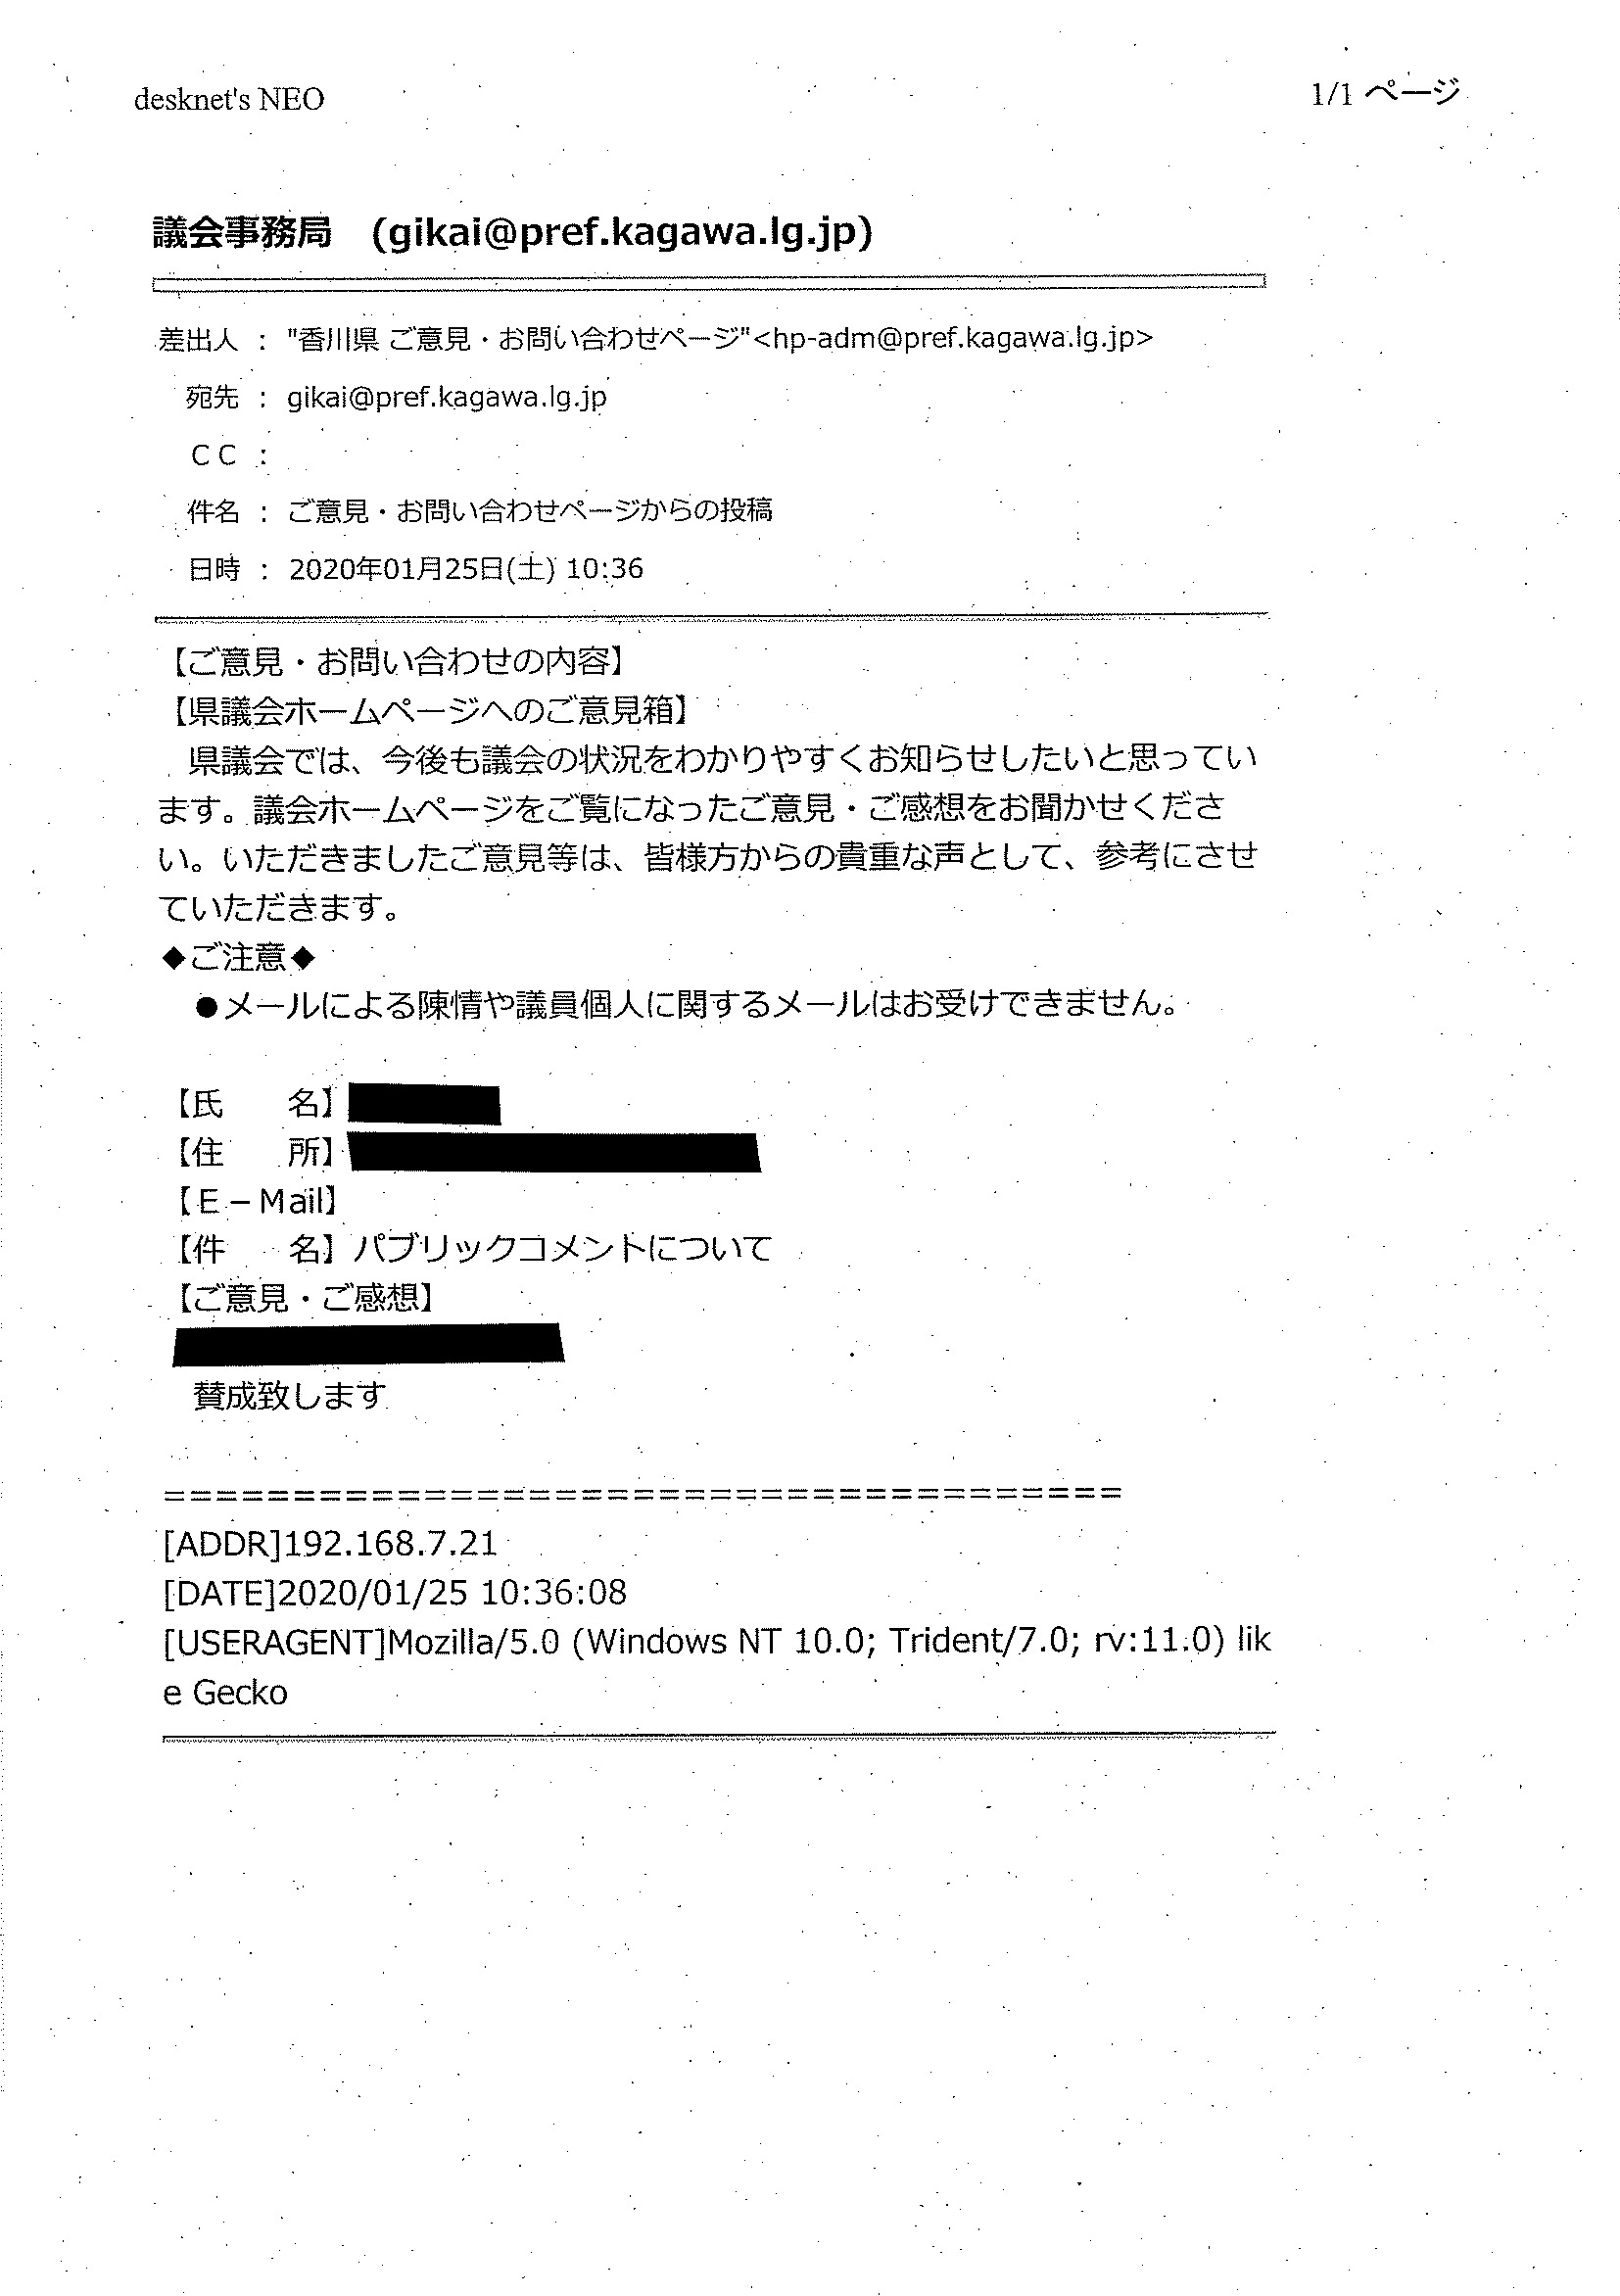 desknet's NEO
1/1 ページ
議会事務局　(gikai@pref.kagawa.lg.jp)
差出人 : "香川県 ご意見・お問い合わせページ"<hp-adm@pref.kagawa.lg.jp>
宛先 : gikai@pref.kagawa.lg.jp
ＣＣ :
件名 : ご意見・お問い合わせページからの投稿
日時 : 2020年01月25日(土) 10:36
【ご意見・お問い合わせの内容】
【県議会ホームページへのご意見箱】
　県議会では、今後も議会の状況をわかりやすくお知らせしたいと思ってい
ます。議会ホームページをご覧になったご意見・ご感想をお聞かせくださ
い。いただきましたご意見等は、皆様方からの貴重な声として、参考にさせ
ていただきます。
◆ご注意◆
　●メールによる陳情や議員個人に関するメールはお受けできません。
【氏　　名】
【住　　所】
【Ｅ－Mail】
【件　　名】パブリックコメントについて
【ご意見・ご感想】
　賛成致します
=====================================
[ADDR]192.168.7.21
[DATE]2020/01/25 10:36:08
[USERAGENT]Mozilla/5.0 (Windows NT 10.0; Trident/7.0; rv:11.0) lik
e Gecko